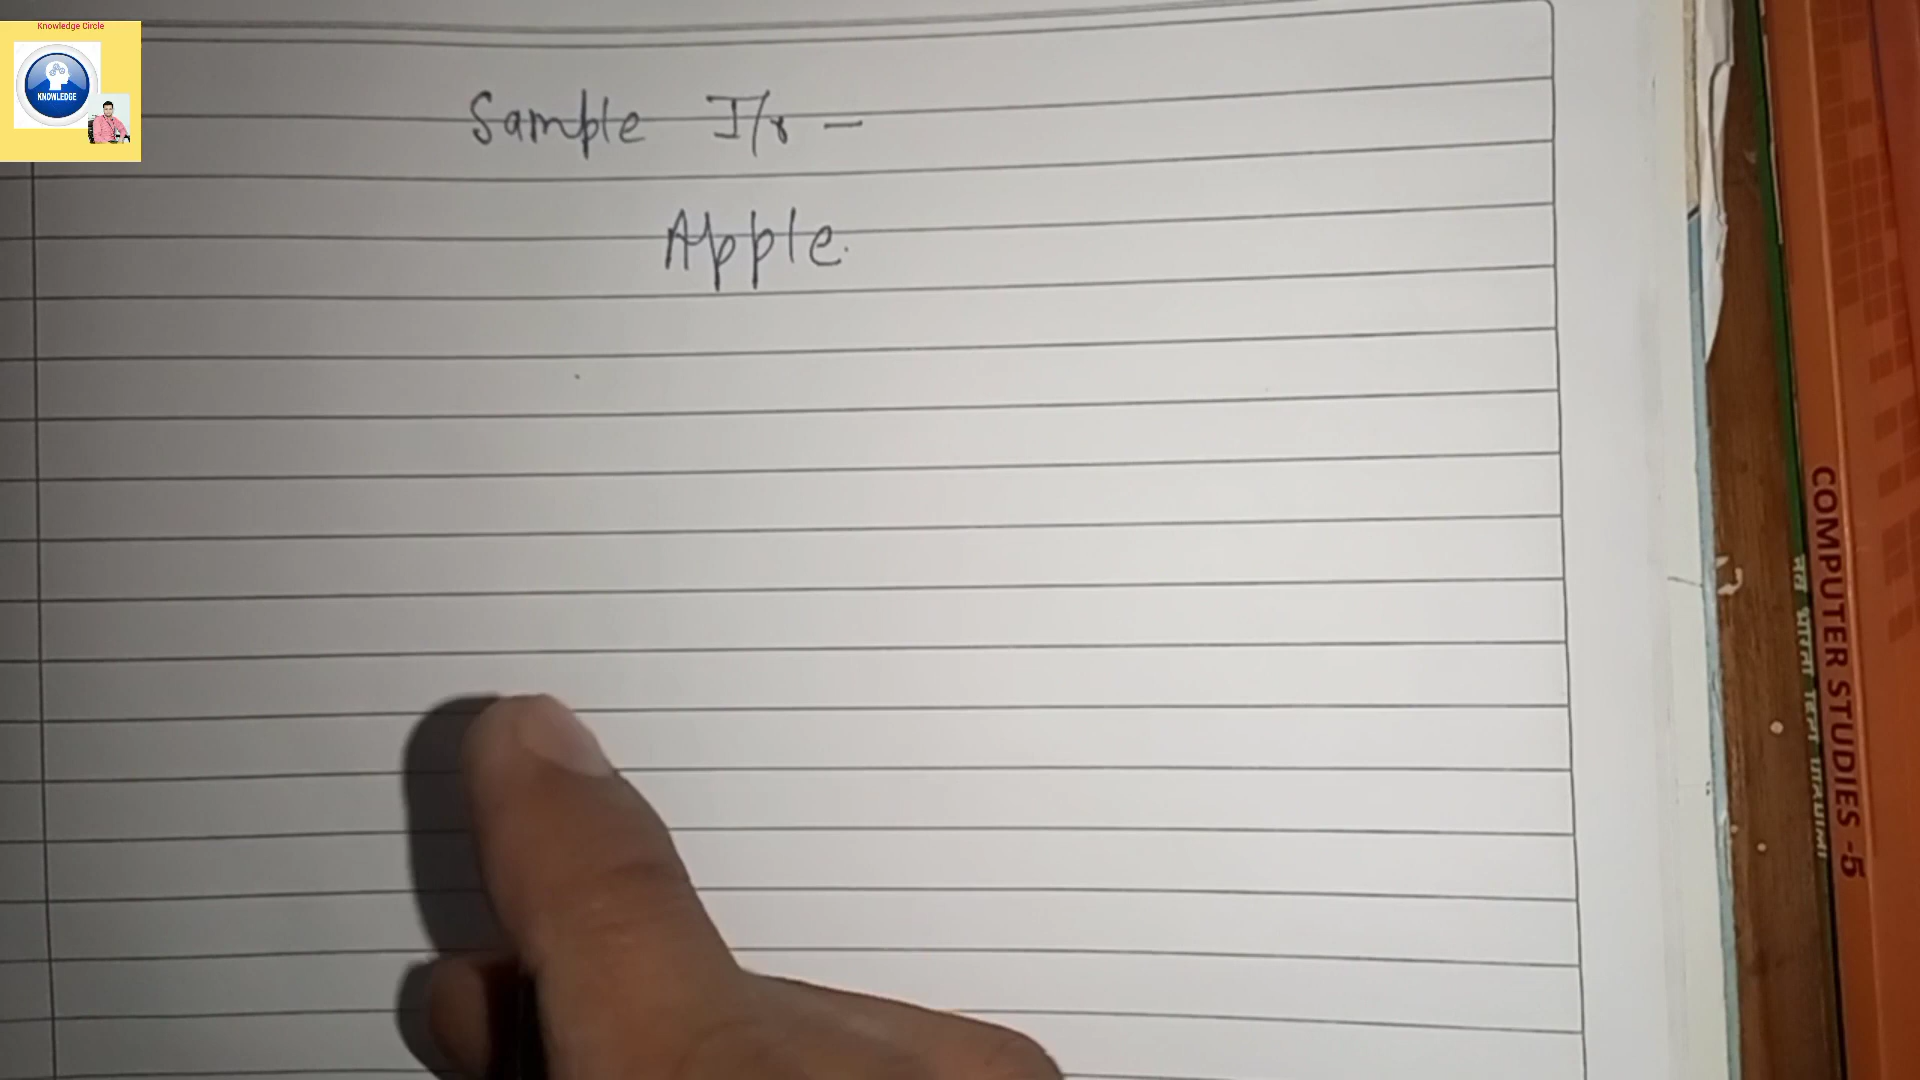 Knowledge Circle
KNOWLEDGE
Sample I/r -
Apple.
COMPUTER STUDIES -5